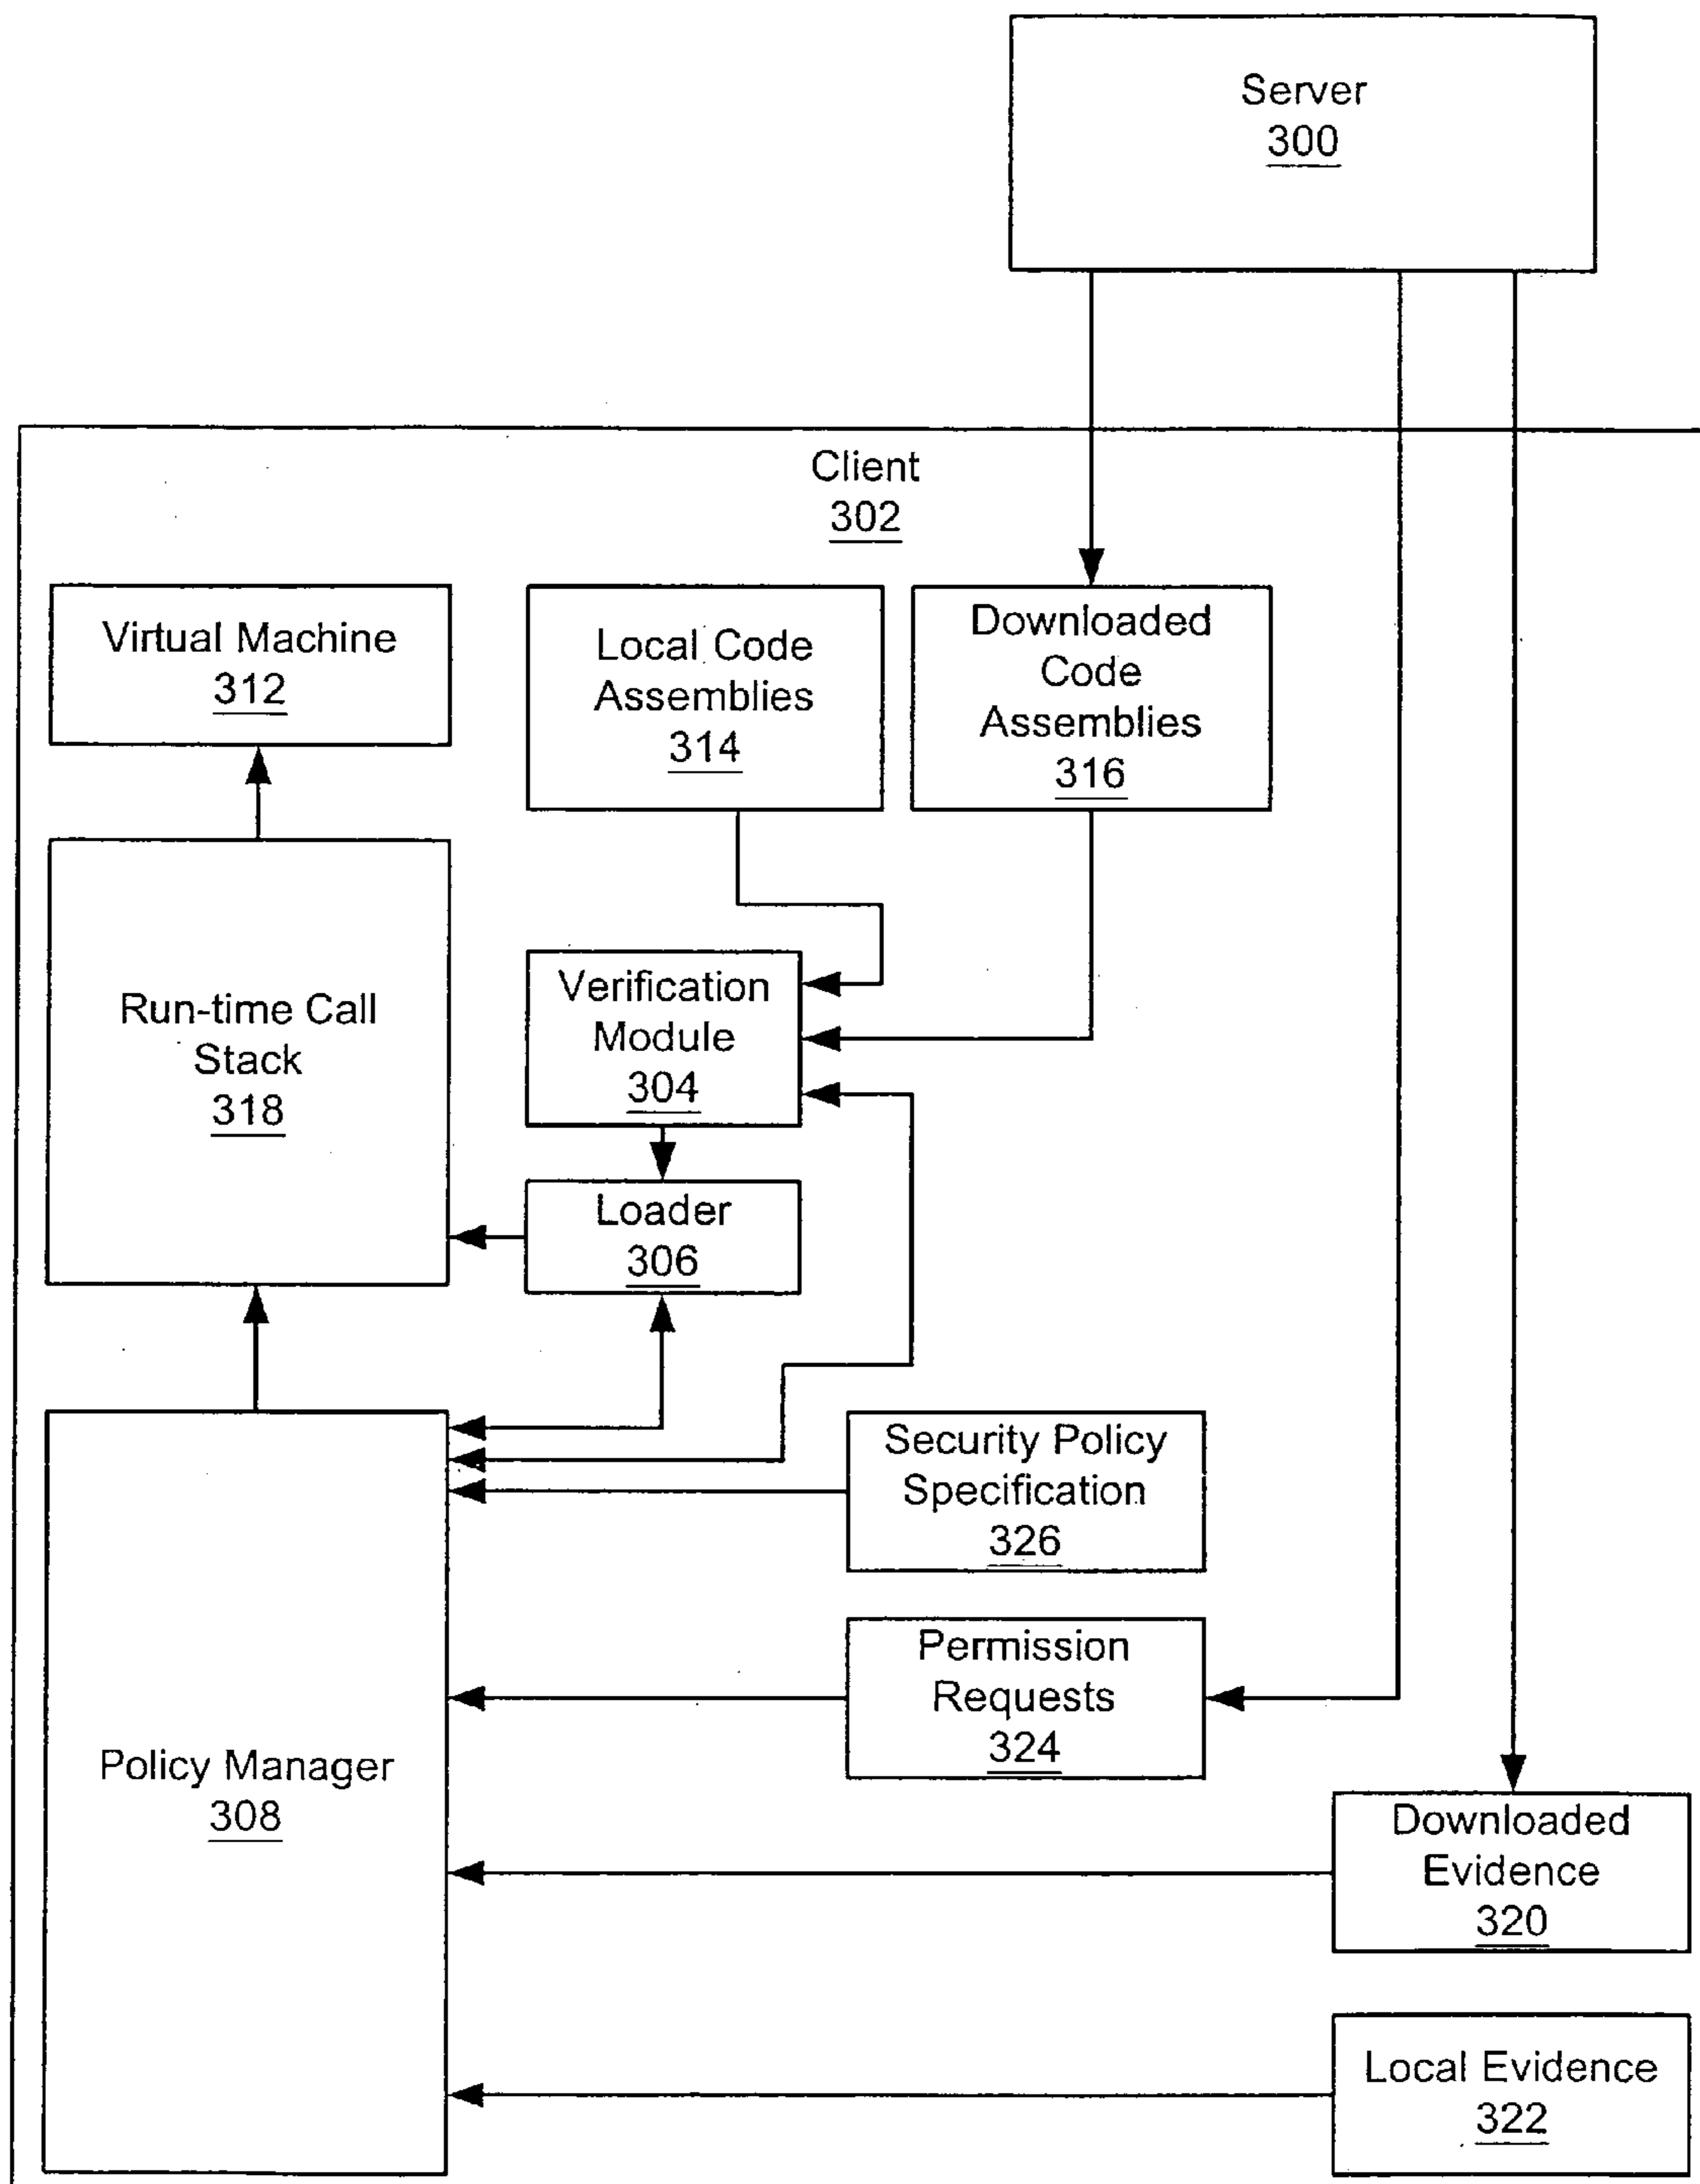 Server
300
Client
302
Virtual Machine
312
Local Code
Assemblies
314
Downloaded
Code
Assemblies
316
Run-time Call
Stack
318
Verification
Module
304
Loader
306
Security Policy
Specification
326
Permission
Requests
324
Policy Manager
308
Downloaded
Evidence
320
Local Evidence
322